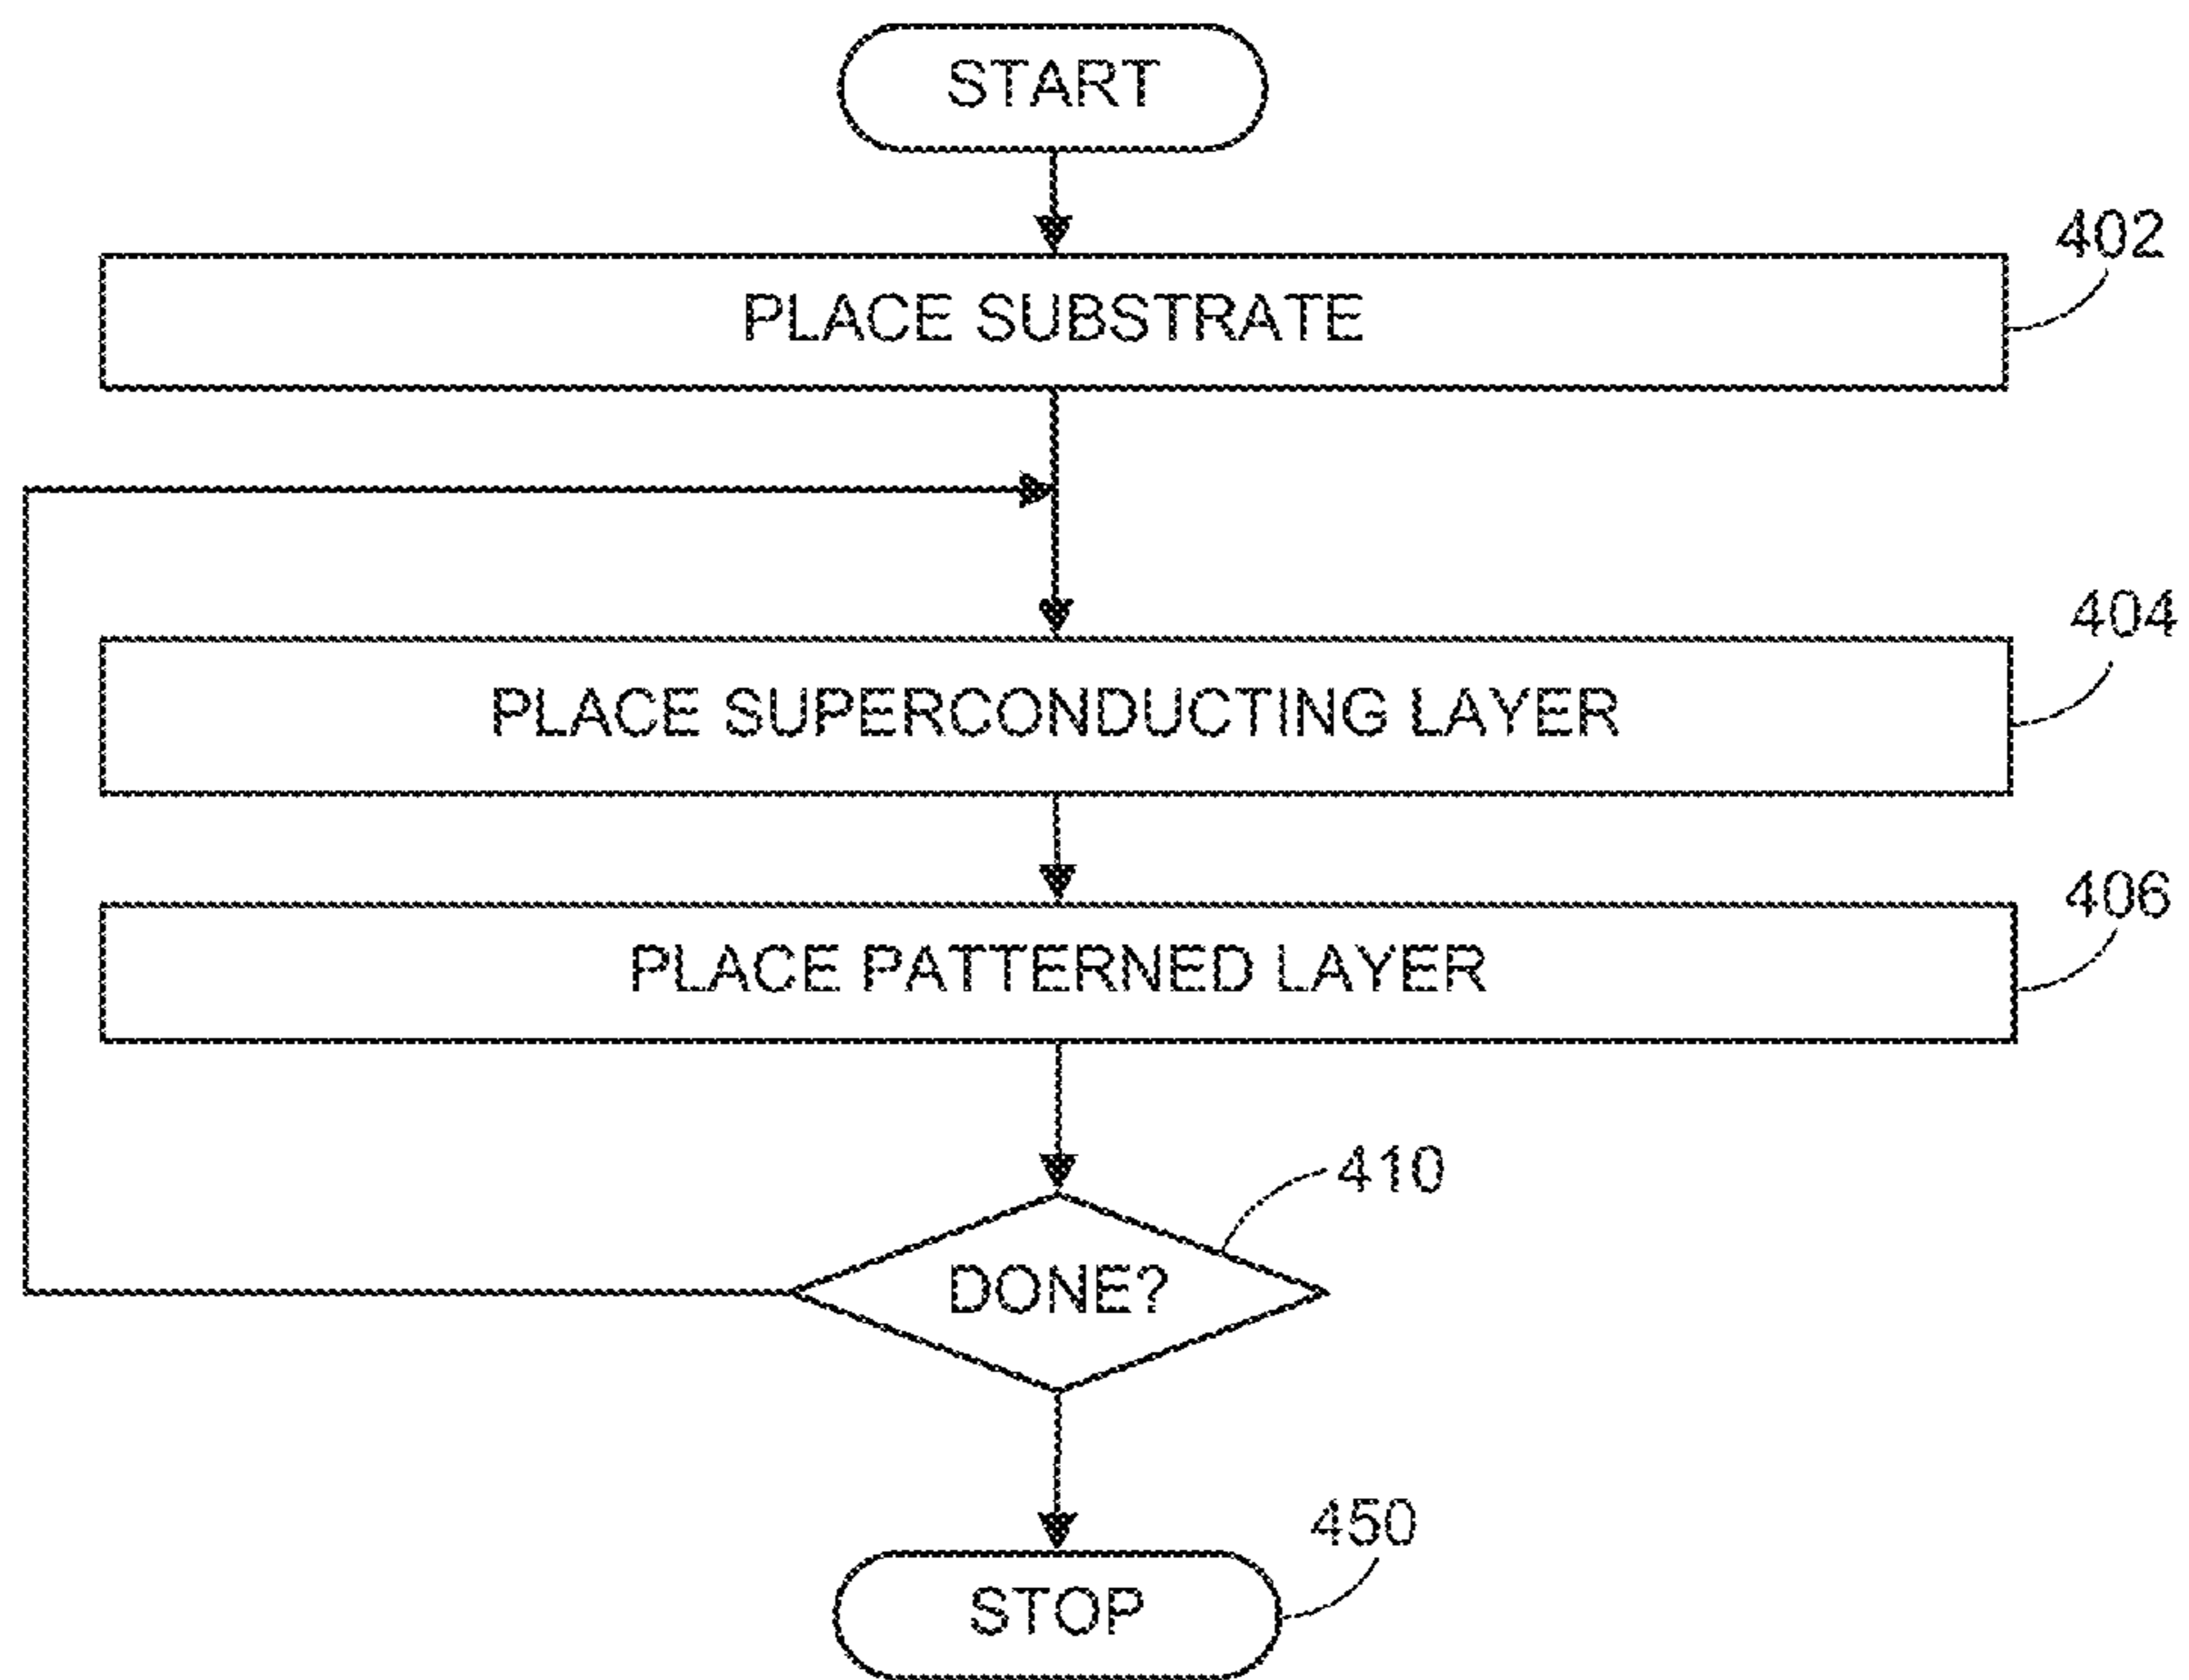 START
402
PLACE SUBSTRATE
404
PLACE SUPERCONDUCTING LAYER
406
PLACE PATTERNED LAYER
410
DONE?
450
STOP